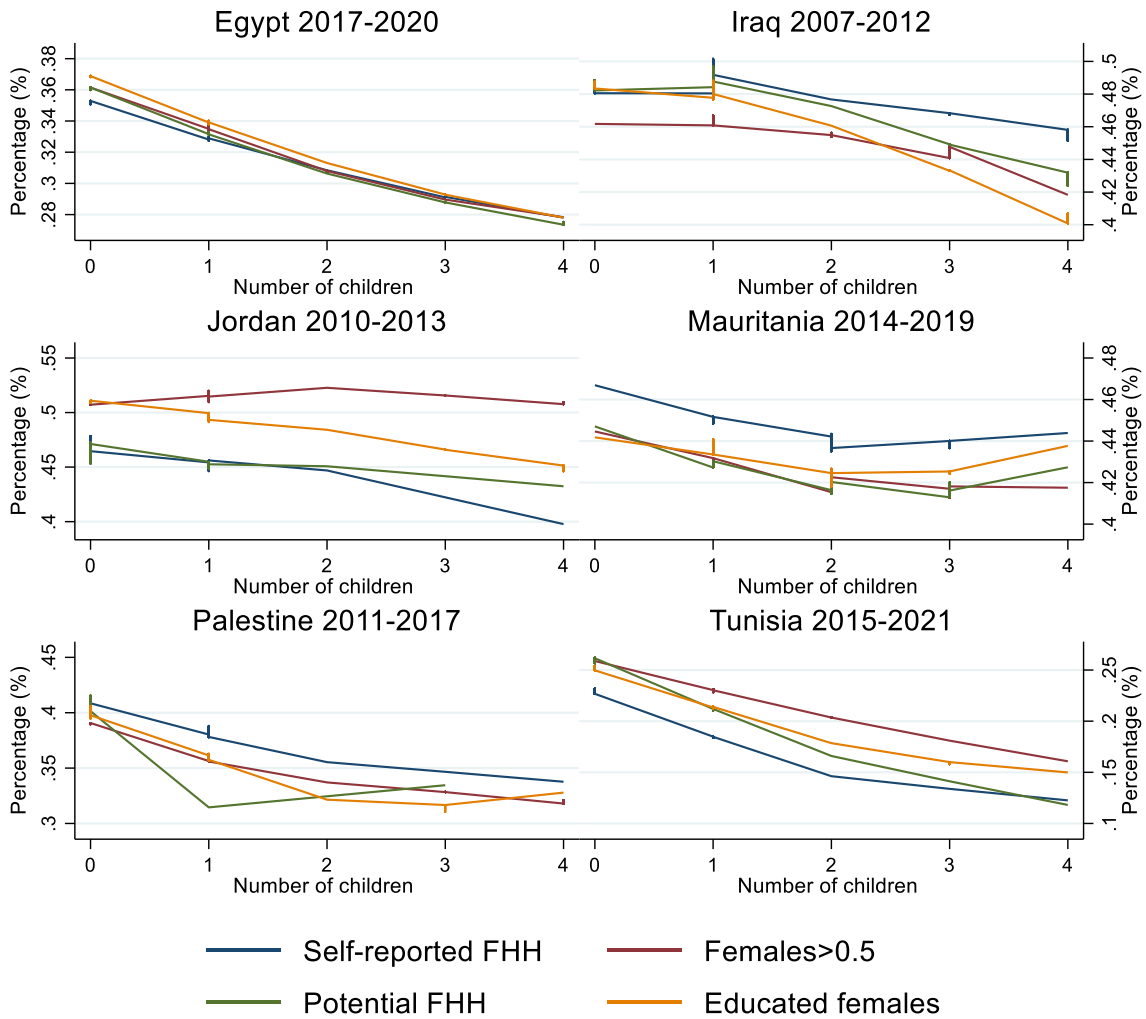 Egypt 2017-2020
Percentage (%)
.38
.36
.34
.32
.3
.28
0 1 2 3 4
Number of children
Iraq 2007-2012
.5
.48
.46
.44
.42
.4
Percentage (%)
0 1 2 3 4
Number of children
Jordan 2010-2013
Percentage (%)
.55
.5
.45
.4
0 1 2 3 4
Number of children
Mauritania 2014-2019
.48
.46
.44
.42
.4
Percentage (%)
0 1 2 3 4
Number of children
Palestine 2011-2017
Percentage (%)
.45
.4
.35
.3
0 1 2 3 4
Number of children
Tunisia 2015-2021
.25
.2
.15
.1
Percentage (%)
0 1 2 3 4
Number of children
Self-reported FHH
Females>0.5
Potential FHH
Educated females